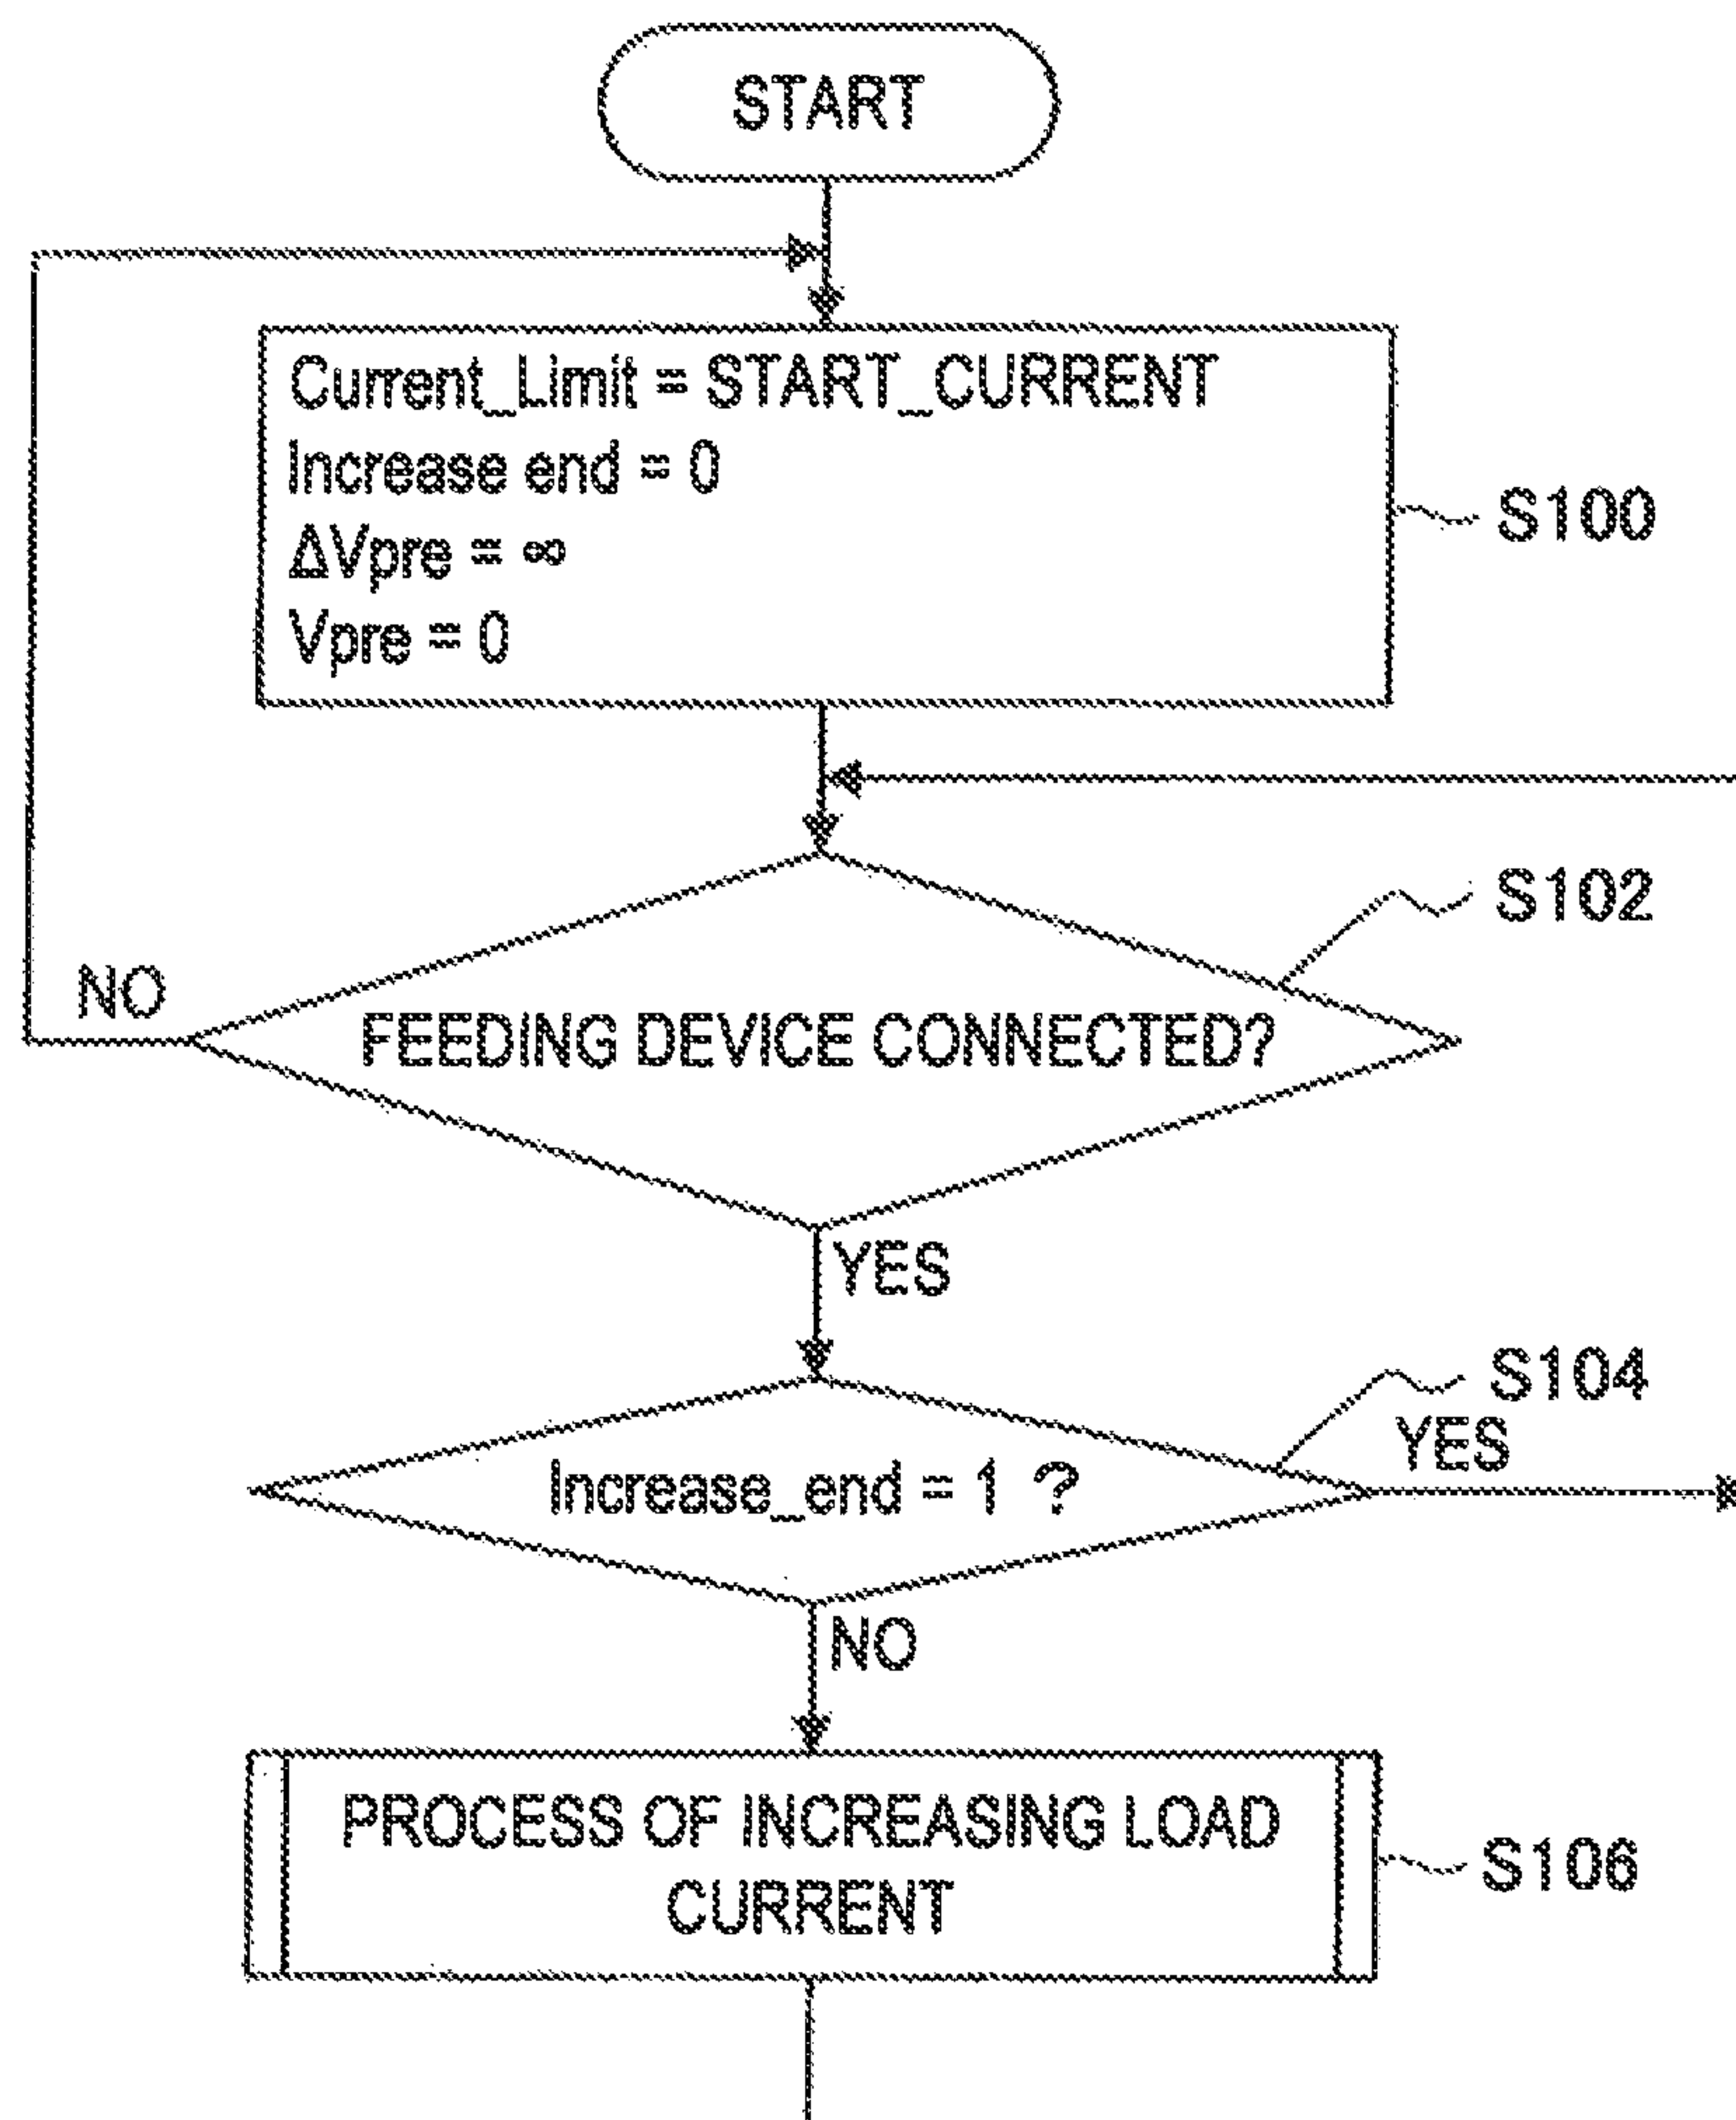 START
Current_Limit = START_CURRENT
Increase end = 0
ΔVpre = ∞
Vpre = 0
S100
S102
NO
FEEDING DEVICE CONNECTED?
YES
S104
YES
Increase_end = 1 ?
NO
PROCESS OF INCREASING LOAD
CURRENT
S106